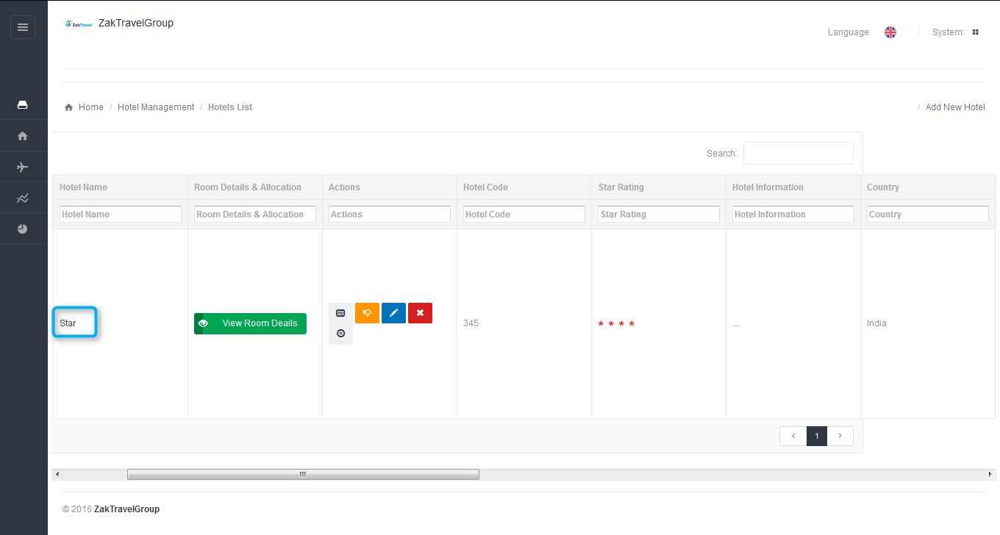 ZakTravel ZakTravelGroup
Language System:
Home / Hotel Management / Hotels List / Add New Hotel
Search:
Hotel Name Room Details & Allocation Actions Hotel Code Star Rating Hotel Information Country
Hotel Name Room Details & Allocation Actions Hotel Code Star Rating Hotel Information Country
Star View Room Deails 345 * * * * ... India
1
© 2016 ZakTravelGroup